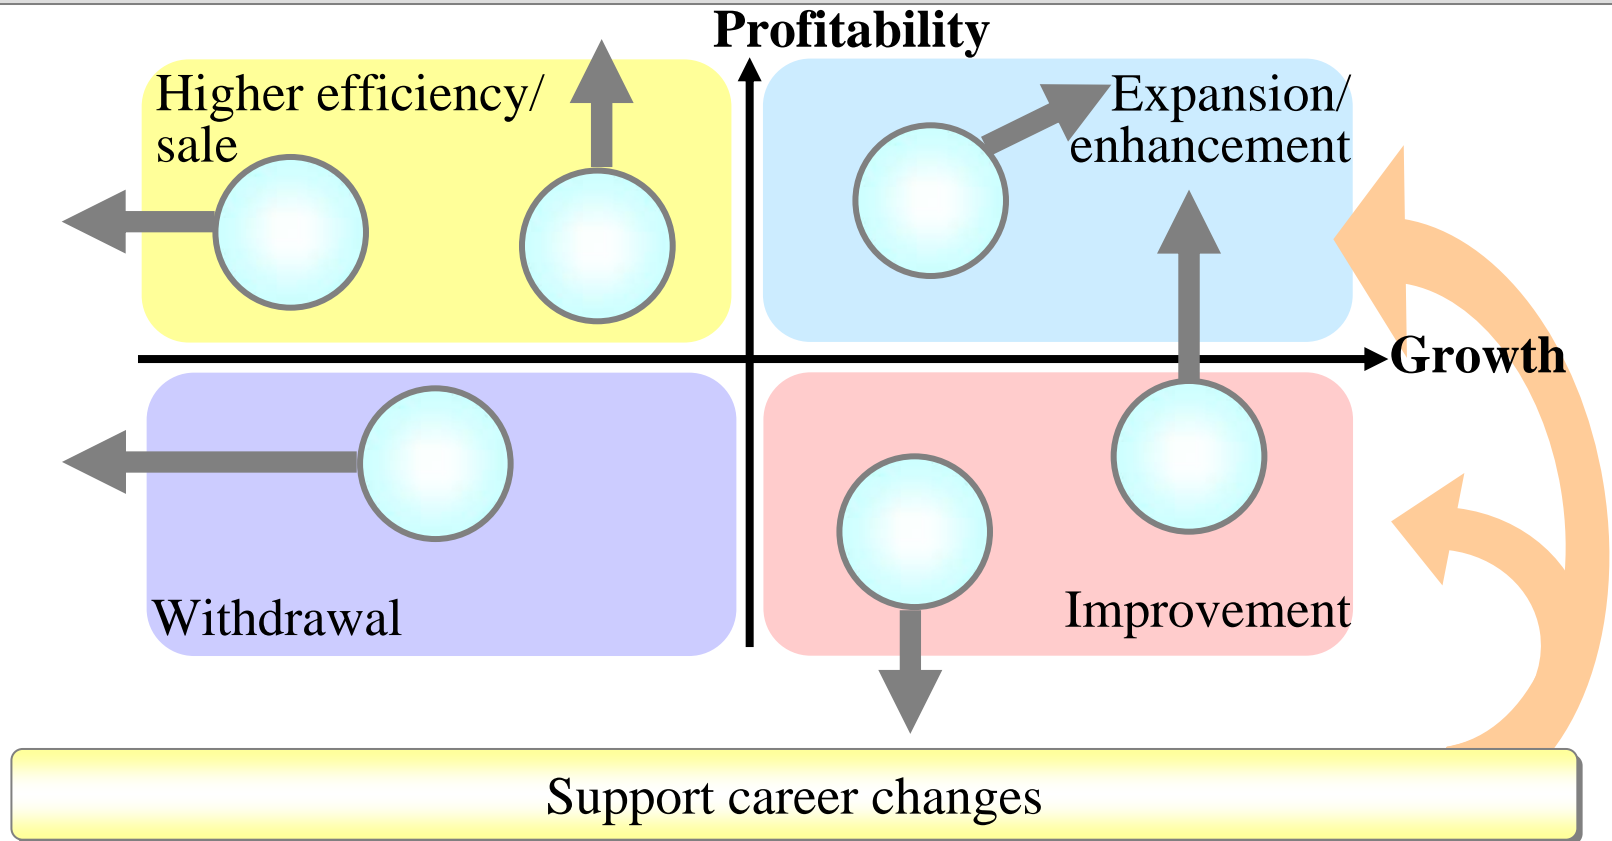 Profitability
Higher efficiency/
sale
Expansion/
enhancement
Growth
Withdrawal
Improvement
Support career changes